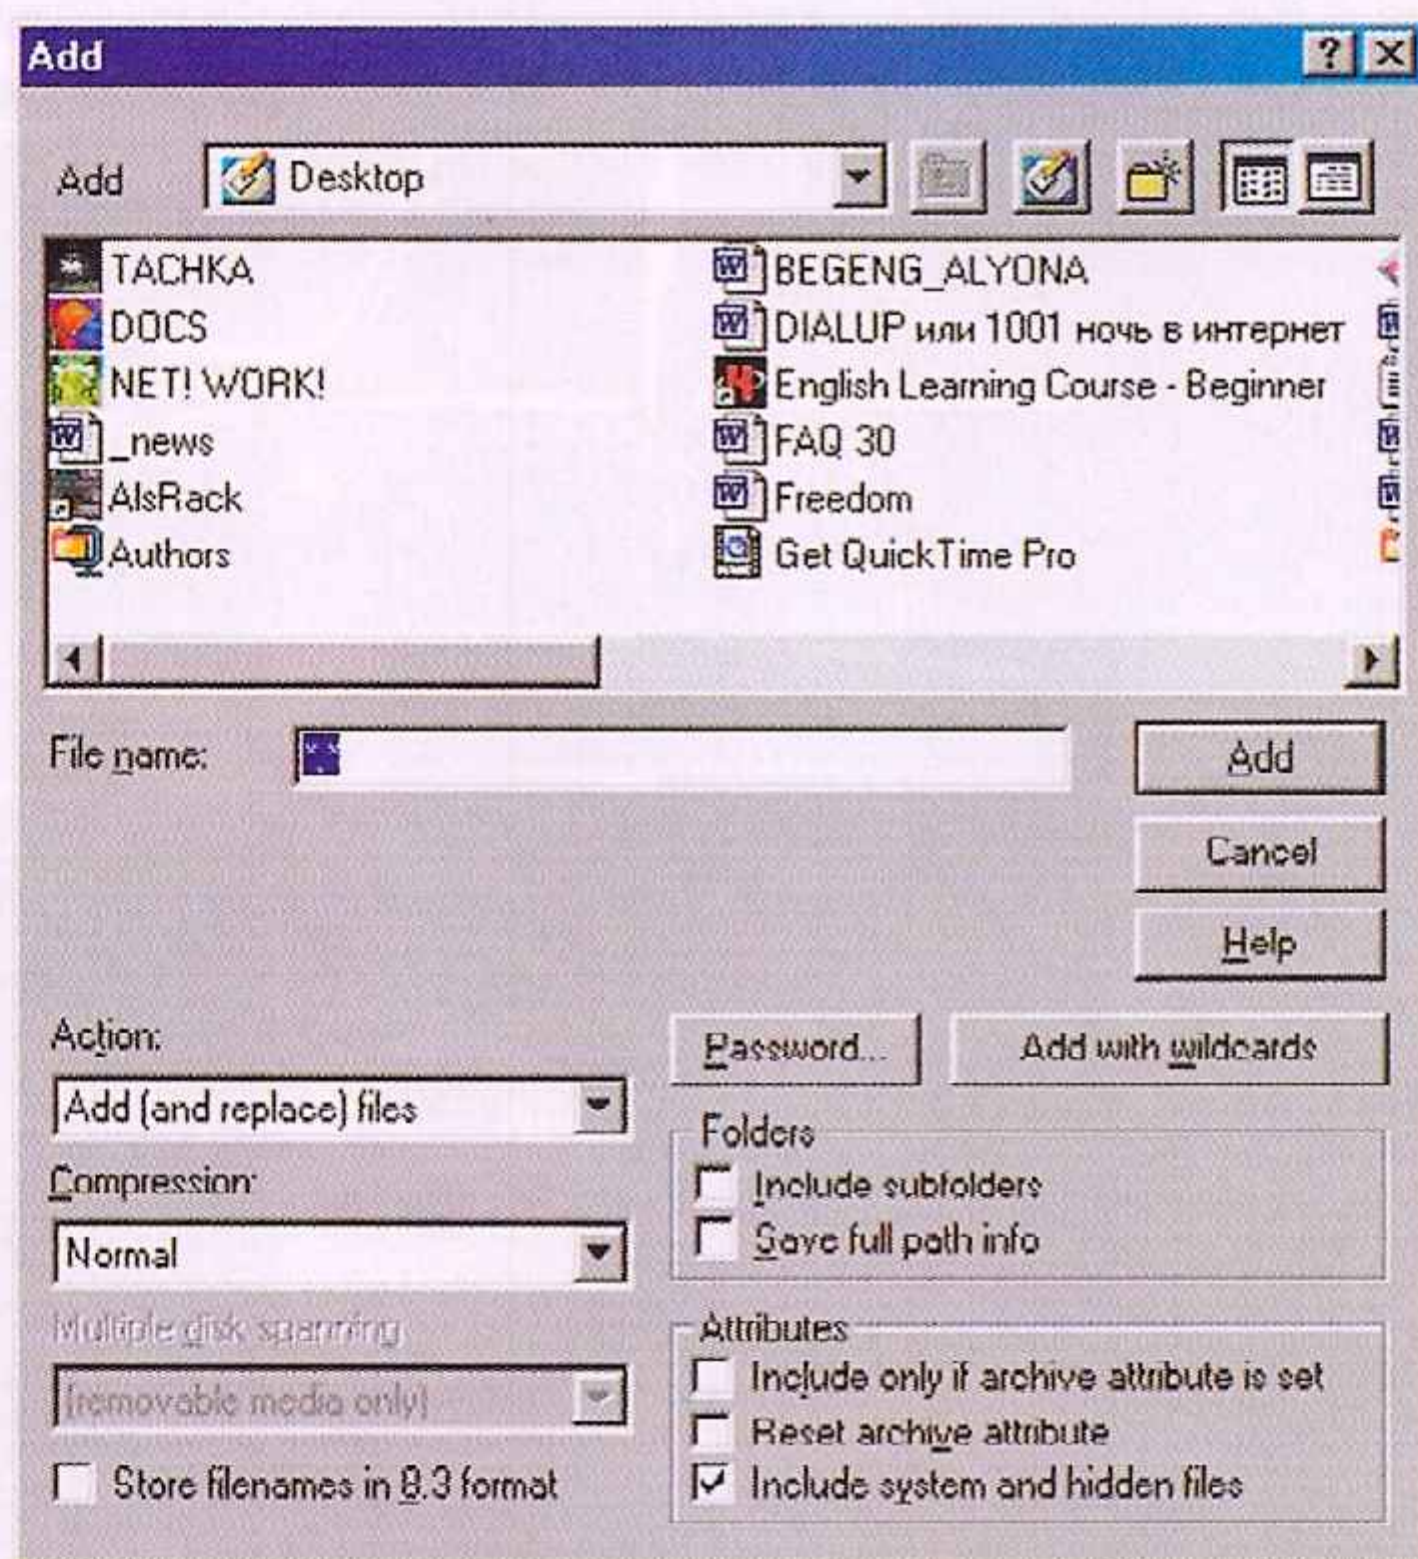 Add
Add Desktop
TACHKA
DOCS
NET! WORK!
_news
AlsRack
Authors
BEGENG_ALYONA
DIALUP или 1001 ночь в интернет
English Learning Course - Beginner
FAQ 30
Freedom
Get QuickTime Pro
File name: *.*
Add
Cancel
Help
Action:
Add (and replace) files
Compression:
Normal
Multiple disk spanning
(removable media only)
Store filenames in 8.3 format
Password...
Add with wildcards
Folders
Include subfolders
Save full path info
Attributes
Include only if archive attribute is set
Reset archive attribute
Include system and hidden files